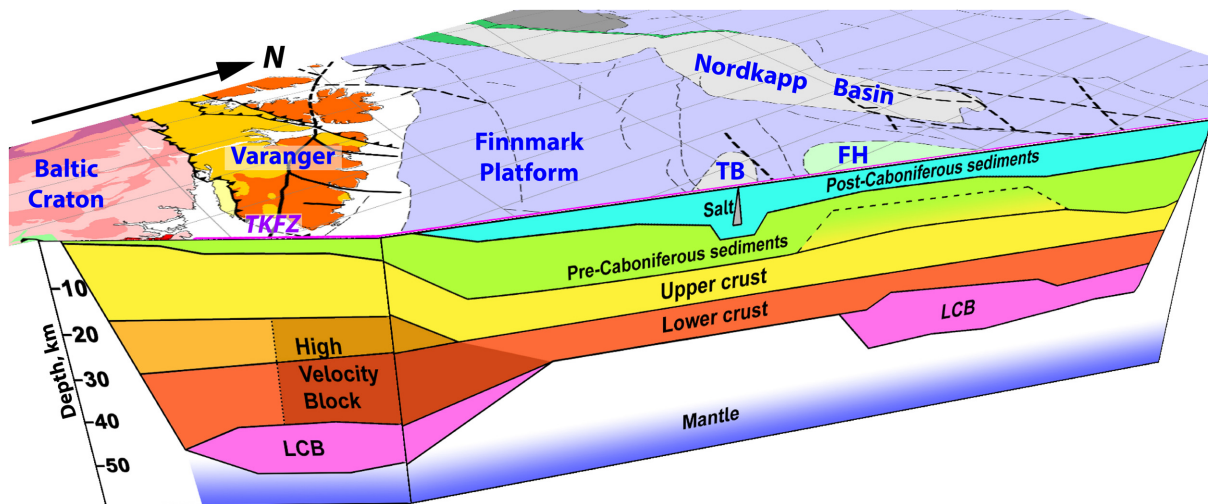 N
Nordkapp Basin
Baltic
Craton
Varanger
Finnmark
Platform
TB
FH
TKFZ
Salt
Post-Caboniferous sediments
Pre-Caboniferous sediments
Upper crust
Lower crust
LCB
High
Velocity
Block
LCB
Mantle
Depth, km
10
20
30
40
50